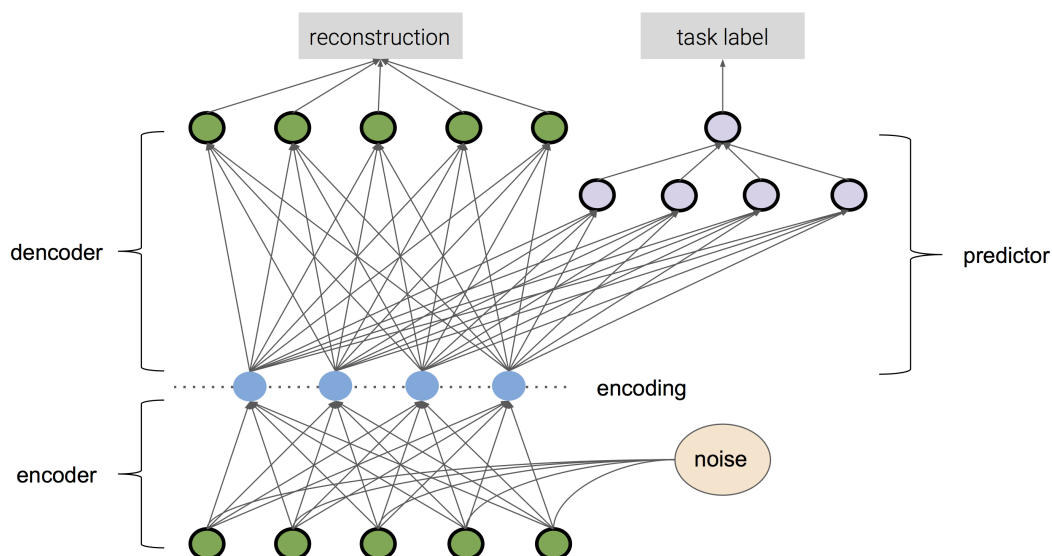 reconstruction
task label
dencoder
predictor
encoding
encoder
noise